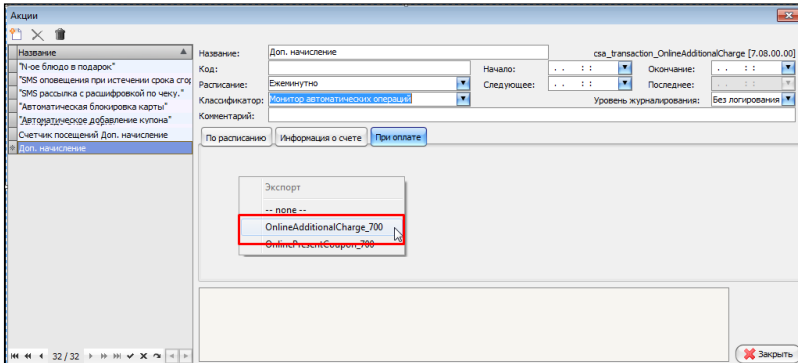 Акции
Название
"N-ое блюдо в подарок"
"SMS оповещения при истечении срока сгор
"SMS рассылка с расшифровкой по чеку."
"Автоматическая блокировка карты"
"Автоматическое добавление купона"
Счетчик посещений Доп. начисление
Доп. начисление
32 / 32
Название: Доп. начисление csa_transaction_OnlineAdditionalCharge [7.08.00.00]
Код: Начало: . . : : Окончание: . . : :
Расписание: Ежеминутно Следующее: . . : : Последнее: . . : :
Классификатор: Монитор автоматических операций Уровень журналирования: Без логирования
Комментарий:
По расписанию Информация о счете При оплате
Экспорт
-- none --
OnlineAdditionalCharge_700
OnlinePresentCoupon_700
Закрыть